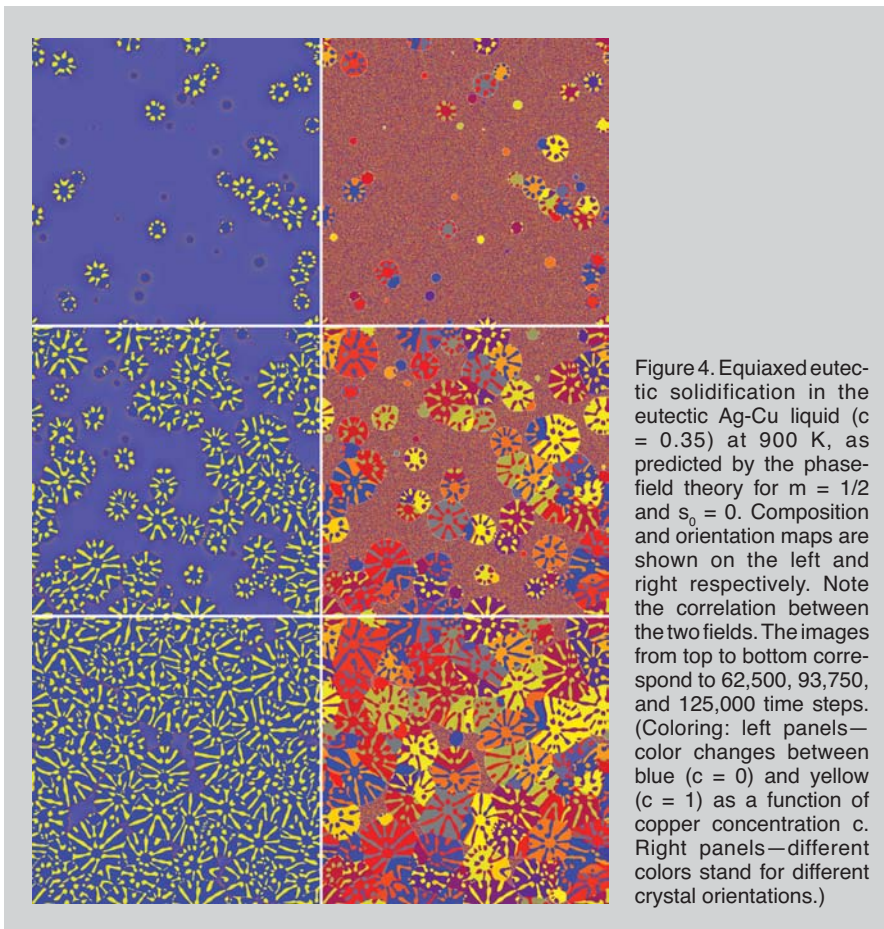 Figure 4. Equiaxed eutec-
tic solidification in the
eutectic Ag-Cu liquid (c
= 0.35) at 900 K, as
predicted by the phase-
field theory for m = 1/2
and s₀ = 0. Composition
and orientation maps are
shown on the left and
right respectively. Note
the correlation between
the two fields. The images
from top to bottom corre-
spond to 62,500, 93,750,
and 125,000 time steps.
(Coloring: left panels—
color changes between
blue (c = 0) and yellow
(c = 1) as a function of
copper concentration c.
Right panels—different
colors stand for different
crystal orientations.)